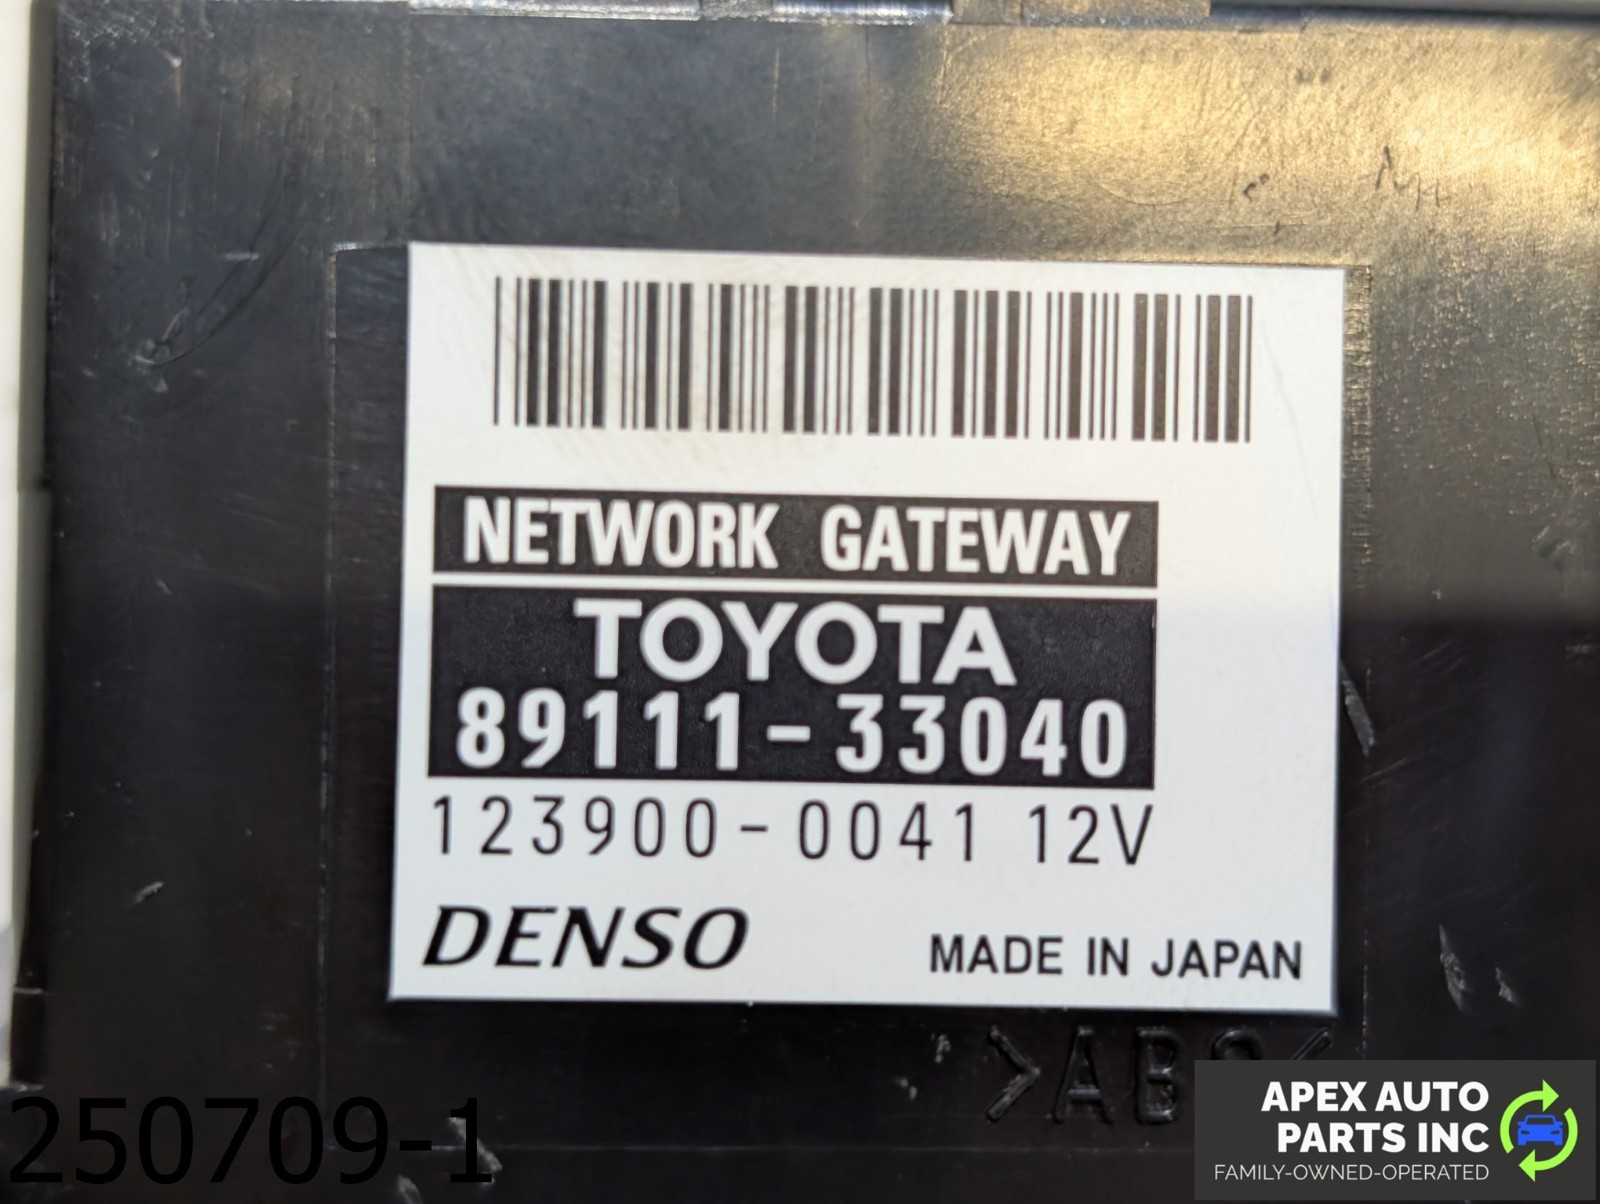 NETWORK GATEWAY
TOYOTA
89111-33040
123900-0041 12V
DENSO
MADE IN JAPAN
250709-1
APEX AUTO
PARTS INC
FAMILY-OWNED-OPERATED